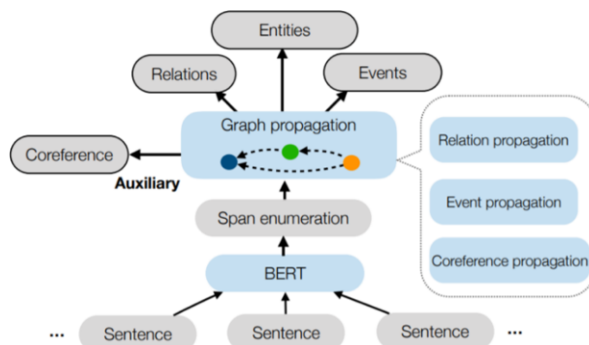 Entities
Relations
Events
Graph propagation
Relation propagation
Coreference
Auxiliary
Event propagation
Span enumeration
Coreference propagation
BERT
... Sentence Sentence Sentence ...